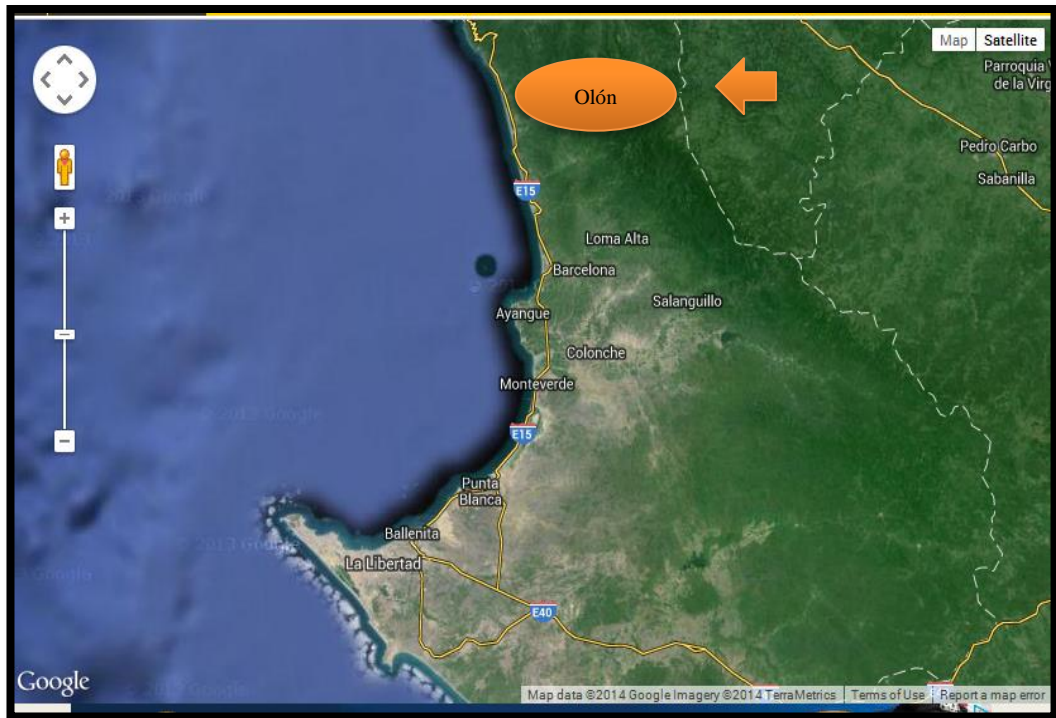 Map Satellite
Parroquia
de la Virg
Olón
Pedro Carbo
Sabanilla
E15
Loma Alta
Barcelona
Salanguillo
Ayangue
Colonche
Monteverde
E15
Punta
Blanca
Ballenita
La Libertad
E40
Google
Map data ©2014 Google Imagery ©2014 TerraMetrics Terms of Use Report a map error